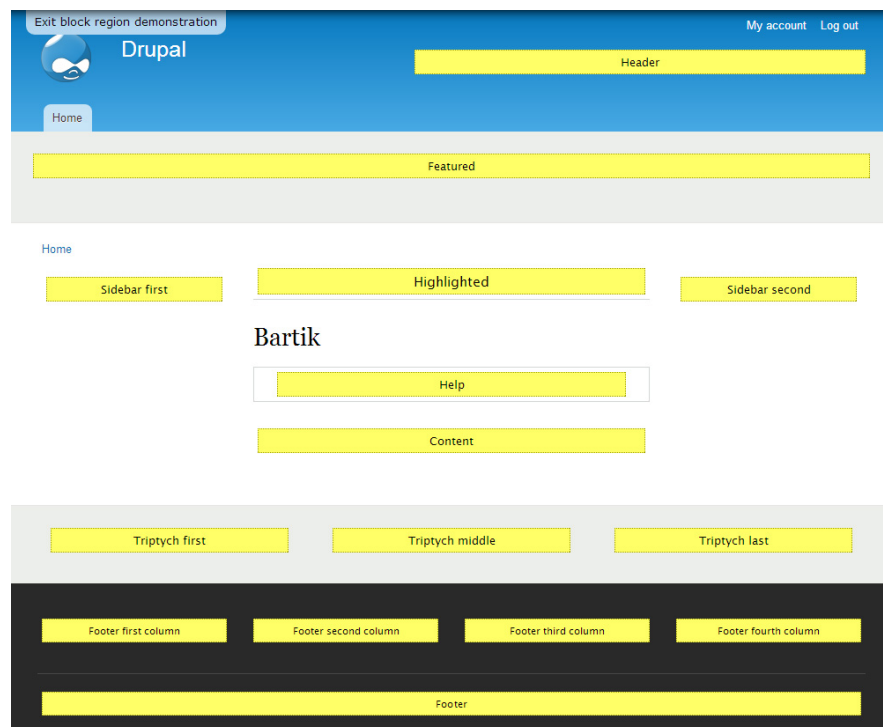 Exit block region demonstration
My account Log out
Drupal
Header
Home
Featured
Home
Sidebar first
Highlighted
Sidebar second
Bartik
Help
Content
Triptych first
Triptych middle
Triptych last
Footer first column
Footer second column
Footer third column
Footer fourth column
Footer